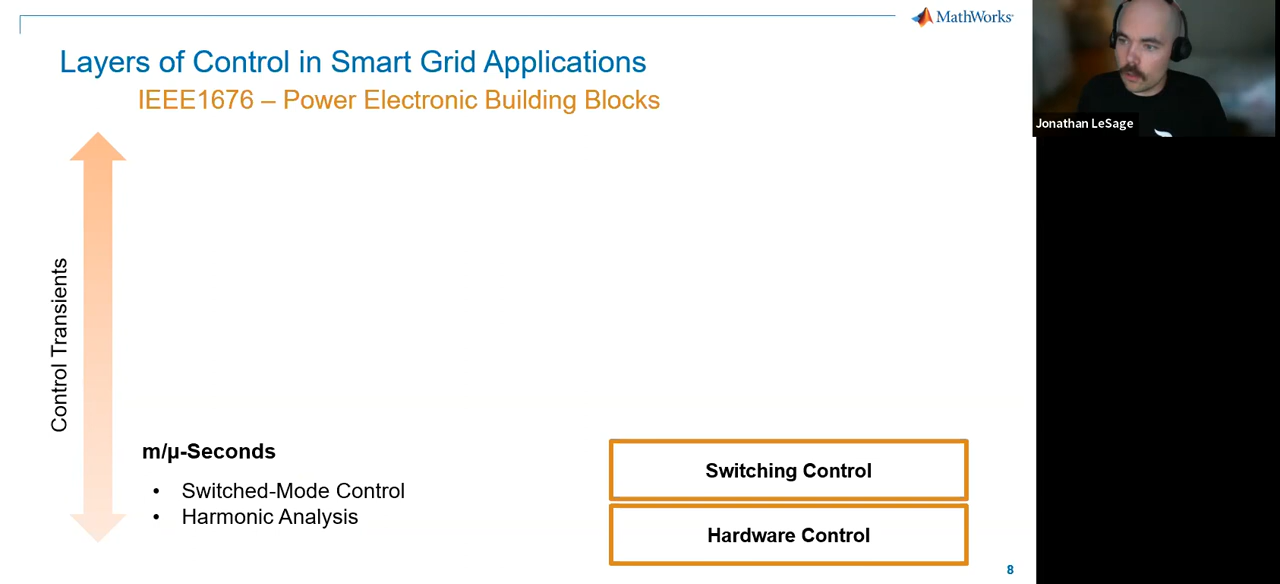 MathWorks
Layers of Control in Smart Grid Applications
IEEE1676 – Power Electronic Building Blocks
Jonathan LeSage
Control Transients
m/µ-Seconds
• Switched-Mode Control
• Harmonic Analysis
Switching Control
Hardware Control
8